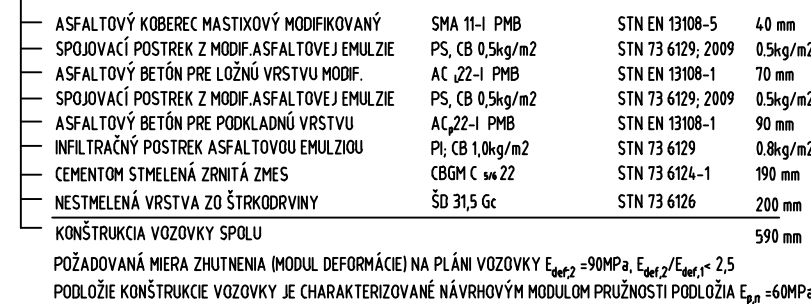 ASFALTOVÝ KOBEREC MASTIXOVÝ MODIFIKOVANÝ SMA 11-I PMB STN EN 13108-5 40 mm
SPOJOVACÍ POSTREK Z MODIF.ASFALTOVEJ EMULZIE PS, CB 0,5kg/m2 STN 73 6129; 2009 0.5kg/m2
ASFALTOVÝ BETÓN PRE LOŽNÚ VRSTVU MODIF. AC L22-I PMB STN EN 13108-1 70 mm
SPOJOVACÍ POSTREK Z MODIF.ASFALTOVEJ EMULZIE PS, CB 0,5kg/m2 STN 73 6129; 2009 0.5kg/m2
ASFALTOVÝ BETÓN PRE PODKLADNÚ VRSTVU ACp22-I PMB STN EN 13108-1 90 mm
INFILTRAČNÝ POSTREK ASFALTOVOU EMULZIOU PI; CB 1,0kg/m2 STN 73 6129 0.8kg/m2
CEMENTOM STMELENÁ ZRNITÁ ZMES CBGM C 5/6 22 STN 73 6124-1 190 mm
NESTMELENÁ VRSTVA ZO ŠTRKODRVINY ŠD 31,5 Gc STN 73 6126 200 mm
KONŠTRUKCIA VOZOVKY SPOLU 590 mm
POŽADOVANÁ MIERA ZHUTNENIA (MODUL DEFORMÁCIE) NA PLÁNI VOZOVKY Edef,2 =90MPa, Edef,2/Edef,1< 2,5
PODLOŽIE KONŠTRUKCIE VOZOVKY JE CHARAKTERIZOVANÉ NÁVRHOVÝM MODULOM PRUŽNOSTI PODLOŽIA Ep,n =60MPa